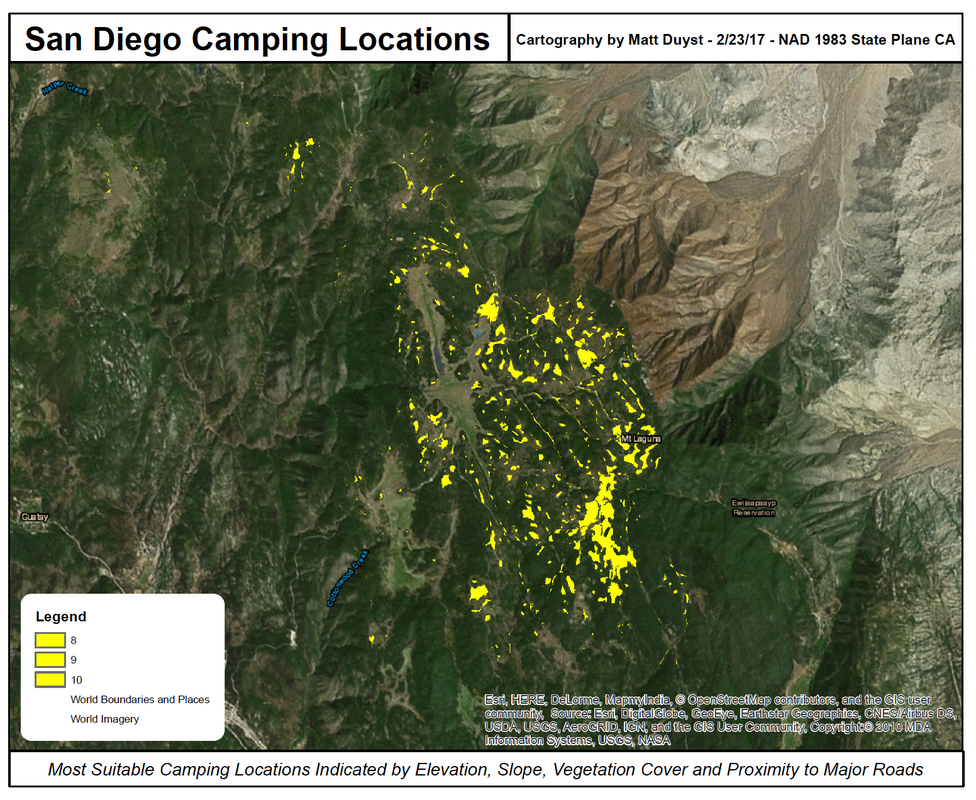 San Diego Camping Locations
Cartography by Matt Duyst - 2/23/17 - NAD 1983 State Plane CA
Harper Creek
Mt Laguna
Ewiiaapaayp
Reservation
Guatay
Cottonwood Creek
Legend
8
9
10
World Boundaries and Places
World Imagery
Esri, HERE, DeLorme, MapmyIndia, © OpenStreetMap contributors, and the GIS user
community, Source: Esri, DigitalGlobe, GeoEye, Earthstar Geographics, CNES/Airbus DS,
USDA, USGS, AeroGRID, IGN, and the GIS User Community, Copyright:© 2010 MDA
Information Systems, USGS, NASA
Most Suitable Camping Locations Indicated by Elevation, Slope, Vegetation Cover and Proximity to Major Roads